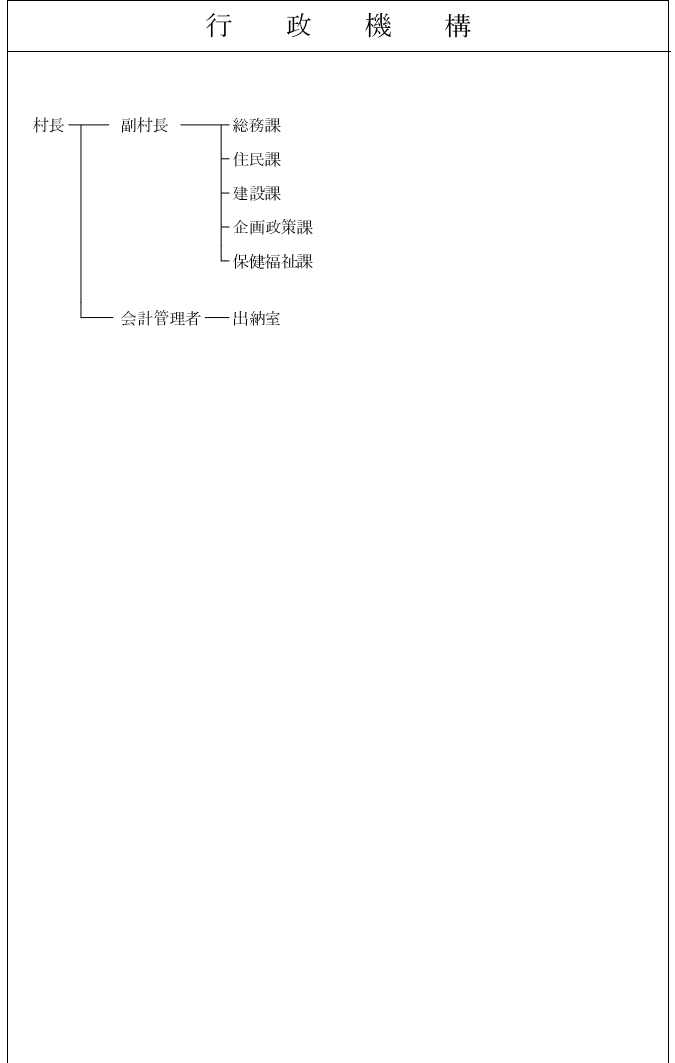 行政機構
村長 副村長 総務課
住民課
建設課
企画政策課
保健福祉課
会計管理者 出納室